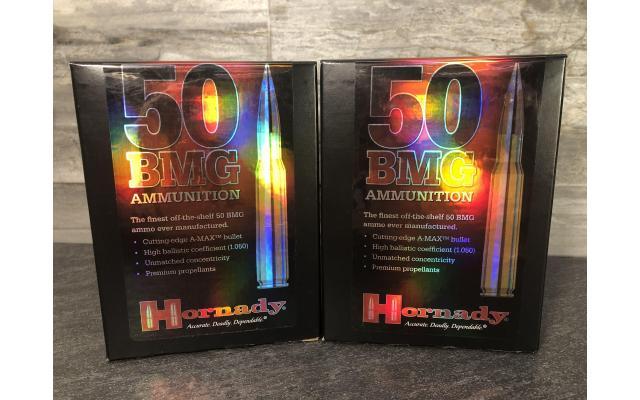 50
BMG
AMMUNITION
The finest off-the-shelf 50 BMG
ammo ever manufactured.
• Cutting-edge A-MAX™ bullet
• High ballistic coefficient (1.050)
• Unmatched concentricity
• Premium propellants
Hornady®
Accurate. Deadly. Dependable.®
50
BMG
AMMUNITION
The finest off-the-shelf 50 BMG
ammo ever manufactured.
• Cutting-edge A-MAX™ bullet
• High ballistic coefficient (1.050)
• Unmatched concentricity
• Premium propellants
Hornady®
Accurate. Deadly. Dependable.®